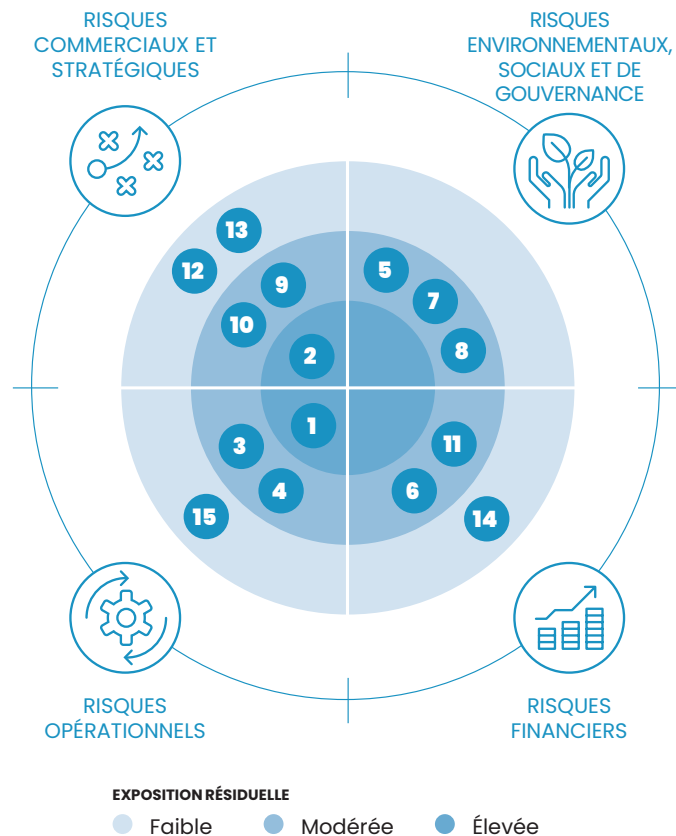 RISQUES
COMMERCIAUX ET
STRATÉGIQUES
RISQUES
ENVIRONNEMENTAUX,
SOCIAUX ET DE
GOUVERNANCE
13
12
9
10
2
5
7
8
1
3
4
15
11
6
14
RISQUES
OPÉRATIONNELS
RISQUES
FINANCIERS
EXPOSITION RÉSIDUELLE
Faible Modérée Élevée